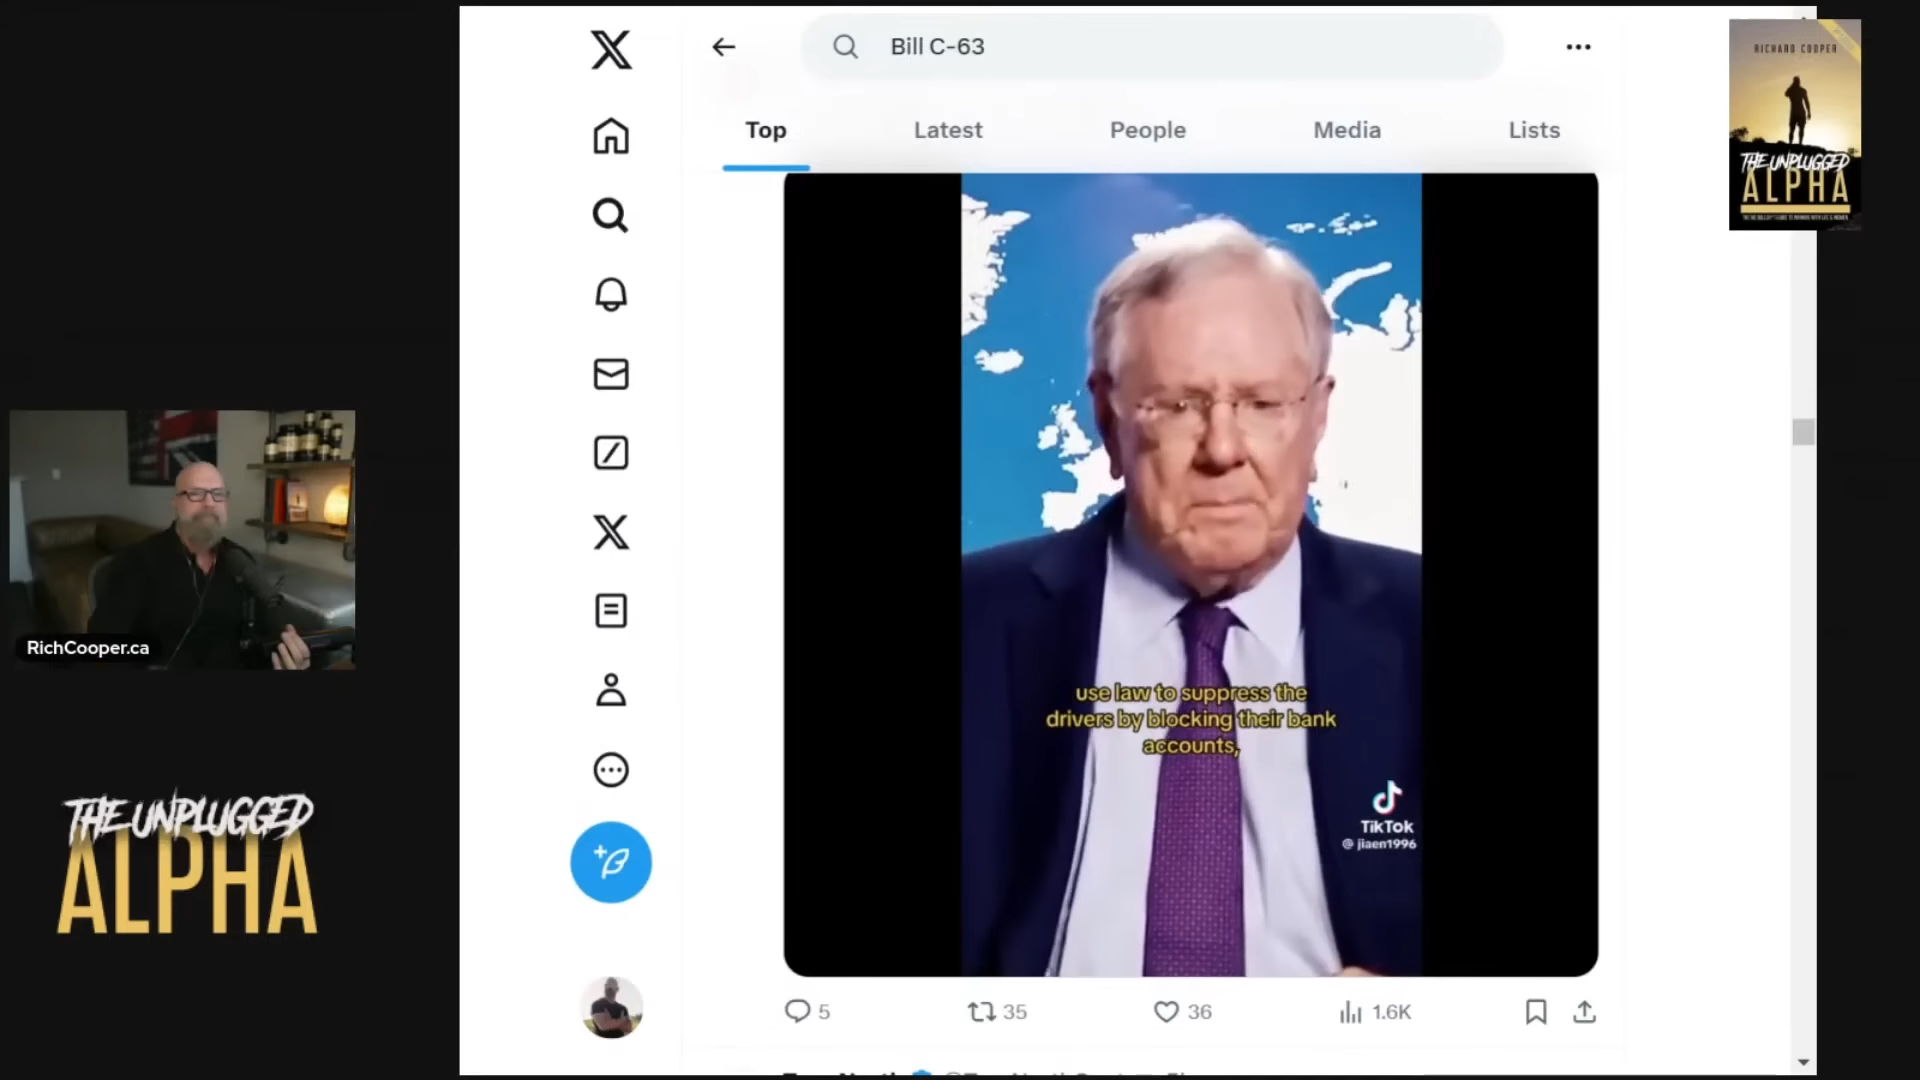 Bill C-63
Top
Latest
People
Media
Lists
RICHARD COOPER
THE UNPLUGGED
ALPHA
use law to suppress the
drivers by blocking their bank
accounts,
TikTok
@ jiaen1996
RichCooper.ca
THE UNPLUGGED
ALPHA
5
35
36
1.6K